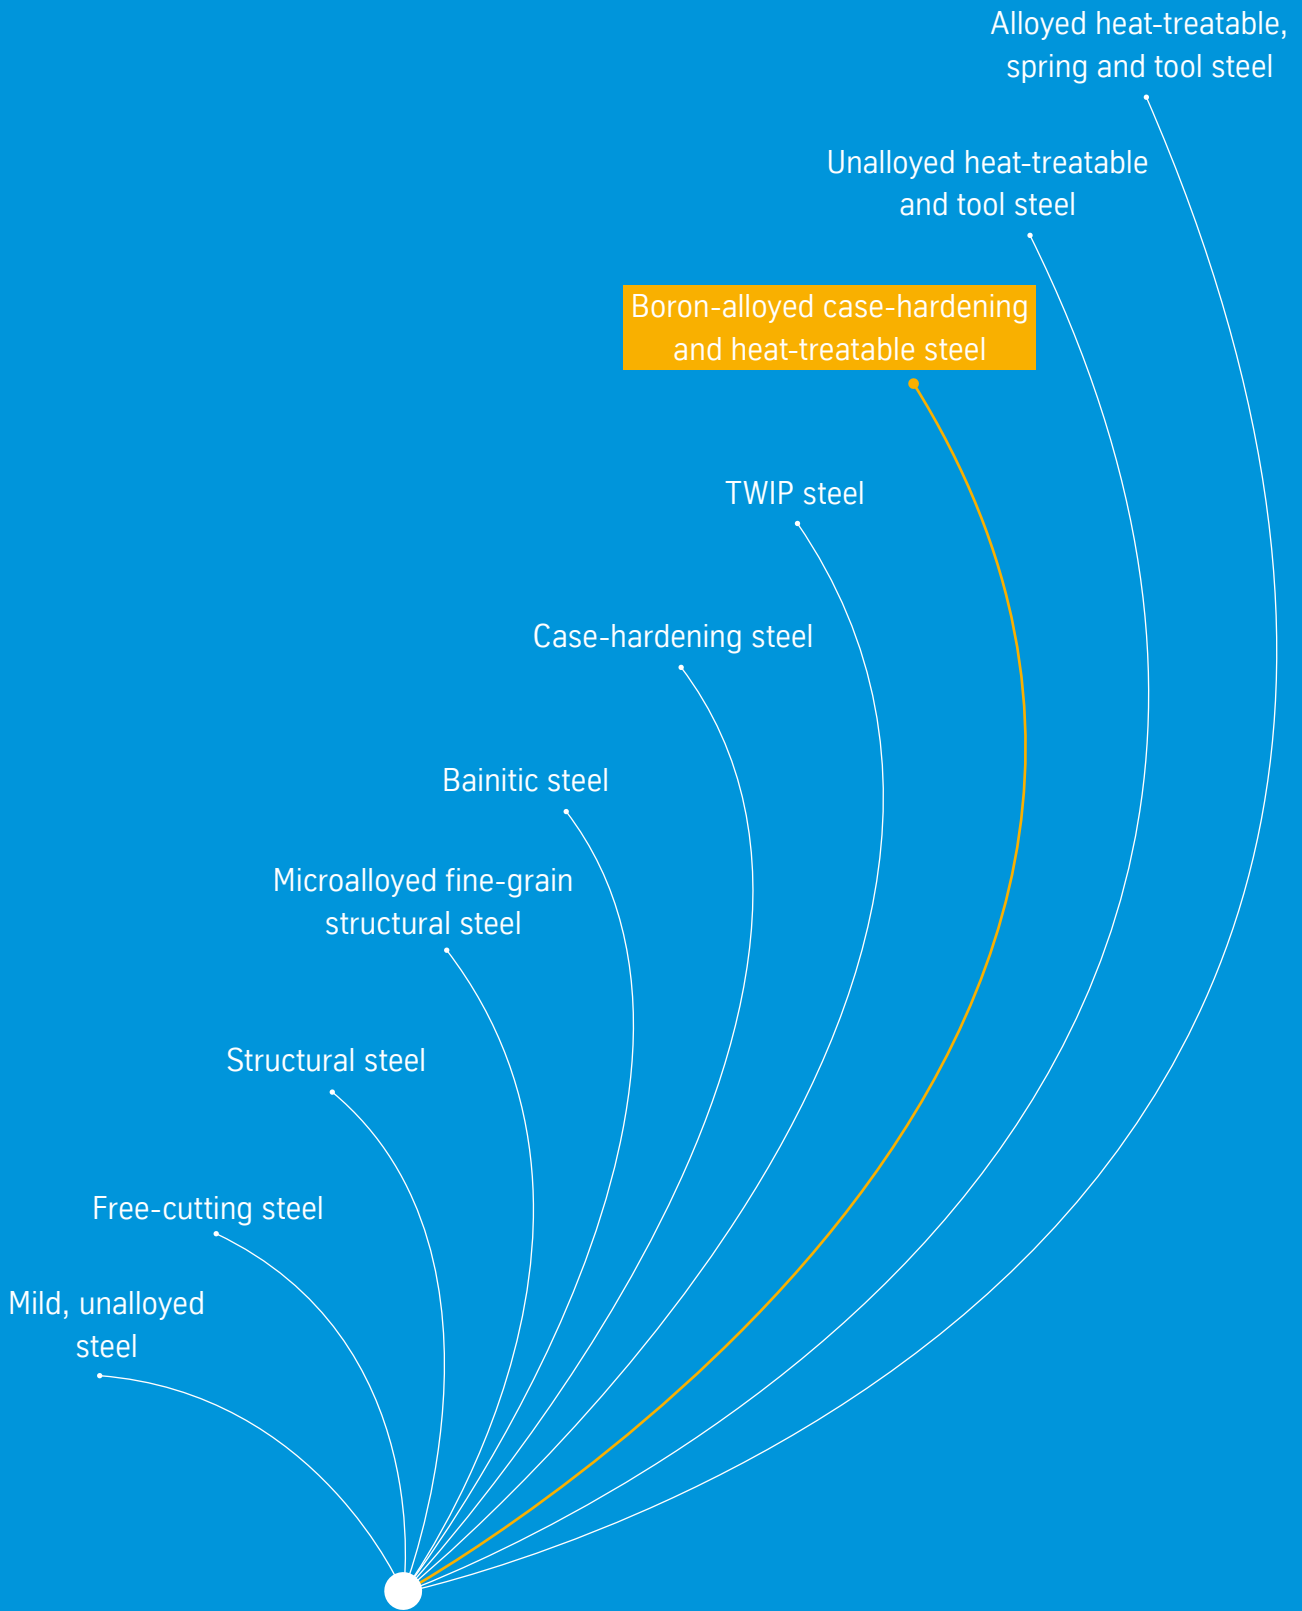 Alloyed heat-treatable,
spring and tool steel
Unalloyed heat-treatable
and tool steel
Boron-alloyed case-hardening
and heat-treatable steel
TWIP steel
Case-hardening steel
Bainitic steel
Microalloyed fine-grain
structural steel
Structural steel
Free-cutting steel
Mild, unalloyed
steel